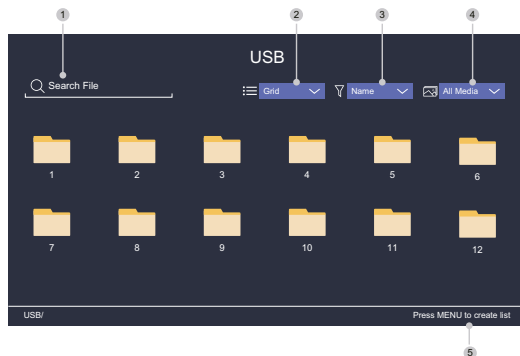 1 2 3 4
USB
Search File
Grid Name All Media
1 2 3 4 5 6
7 8 9 10 11 12
USB/ Press MENU to create list
5